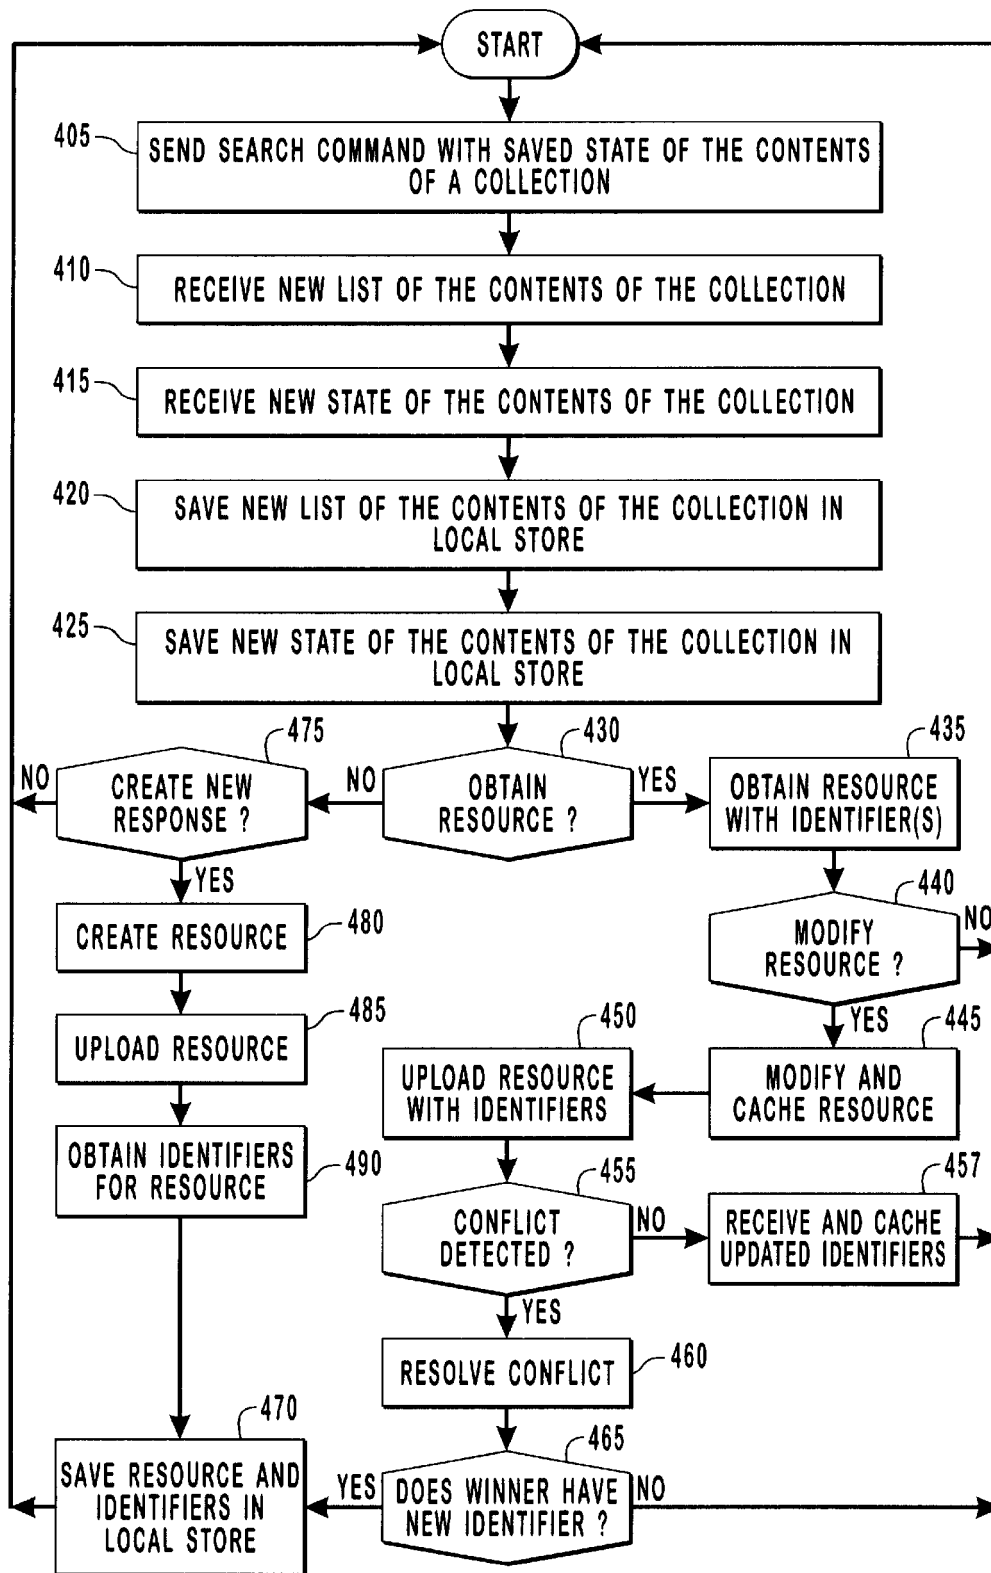 START
405
SEND SEARCH COMMAND WITH SAVED STATE OF THE CONTENTS
OF A COLLECTION
410
RECEIVE NEW LIST OF THE CONTENTS OF THE COLLECTION
415
RECEIVE NEW STATE OF THE CONTENTS OF THE COLLECTION
420
SAVE NEW LIST OF THE CONTENTS OF THE COLLECTION IN
LOCAL STORE
425
SAVE NEW STATE OF THE CONTENTS OF THE COLLECTION IN
LOCAL STORE
475
430
435
NO
CREATE NEW
RESPONSE ?
NO
OBTAIN
RESOURCE ?
YES
OBTAIN RESOURCE
WITH IDENTIFIER(S)
YES
440
MODIFY
RESOURCE ?
NO
CREATE RESOURCE
480
YES
445
450
UPLOAD RESOURCE
485
UPLOAD RESOURCE
WITH IDENTIFIERS
MODIFY AND
CACHE RESOURCE
OBTAIN IDENTIFIERS
FOR RESOURCE
490
455
457
CONFLICT
DETECTED ?
NO
RECEIVE AND CACHE
UPDATED IDENTIFIERS
YES
RESOLVE CONFLICT
460
470
465
SAVE RESOURCE AND
IDENTIFIERS IN
LOCAL STORE
YES
DOES WINNER HAVE
NEW IDENTIFIER ?
NO